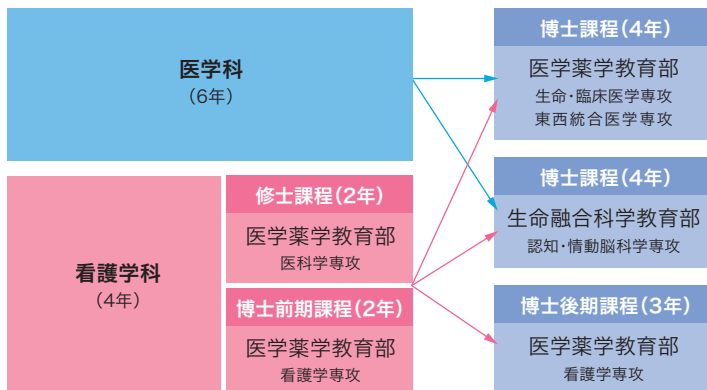 医学科
（6年）
看護学科
（4年）
修士課程（2年）
医学薬学教育部
医科学専攻
博士前期課程（2年）
医学薬学教育部
看護学専攻
博士課程（4年）
医学薬学教育部
生命・臨床医学専攻
東西統合医学専攻
博士課程（4年）
生命融合科学教育部
認知・情動脳科学専攻
博士後期課程（3年）
医学薬学教育部
看護学専攻